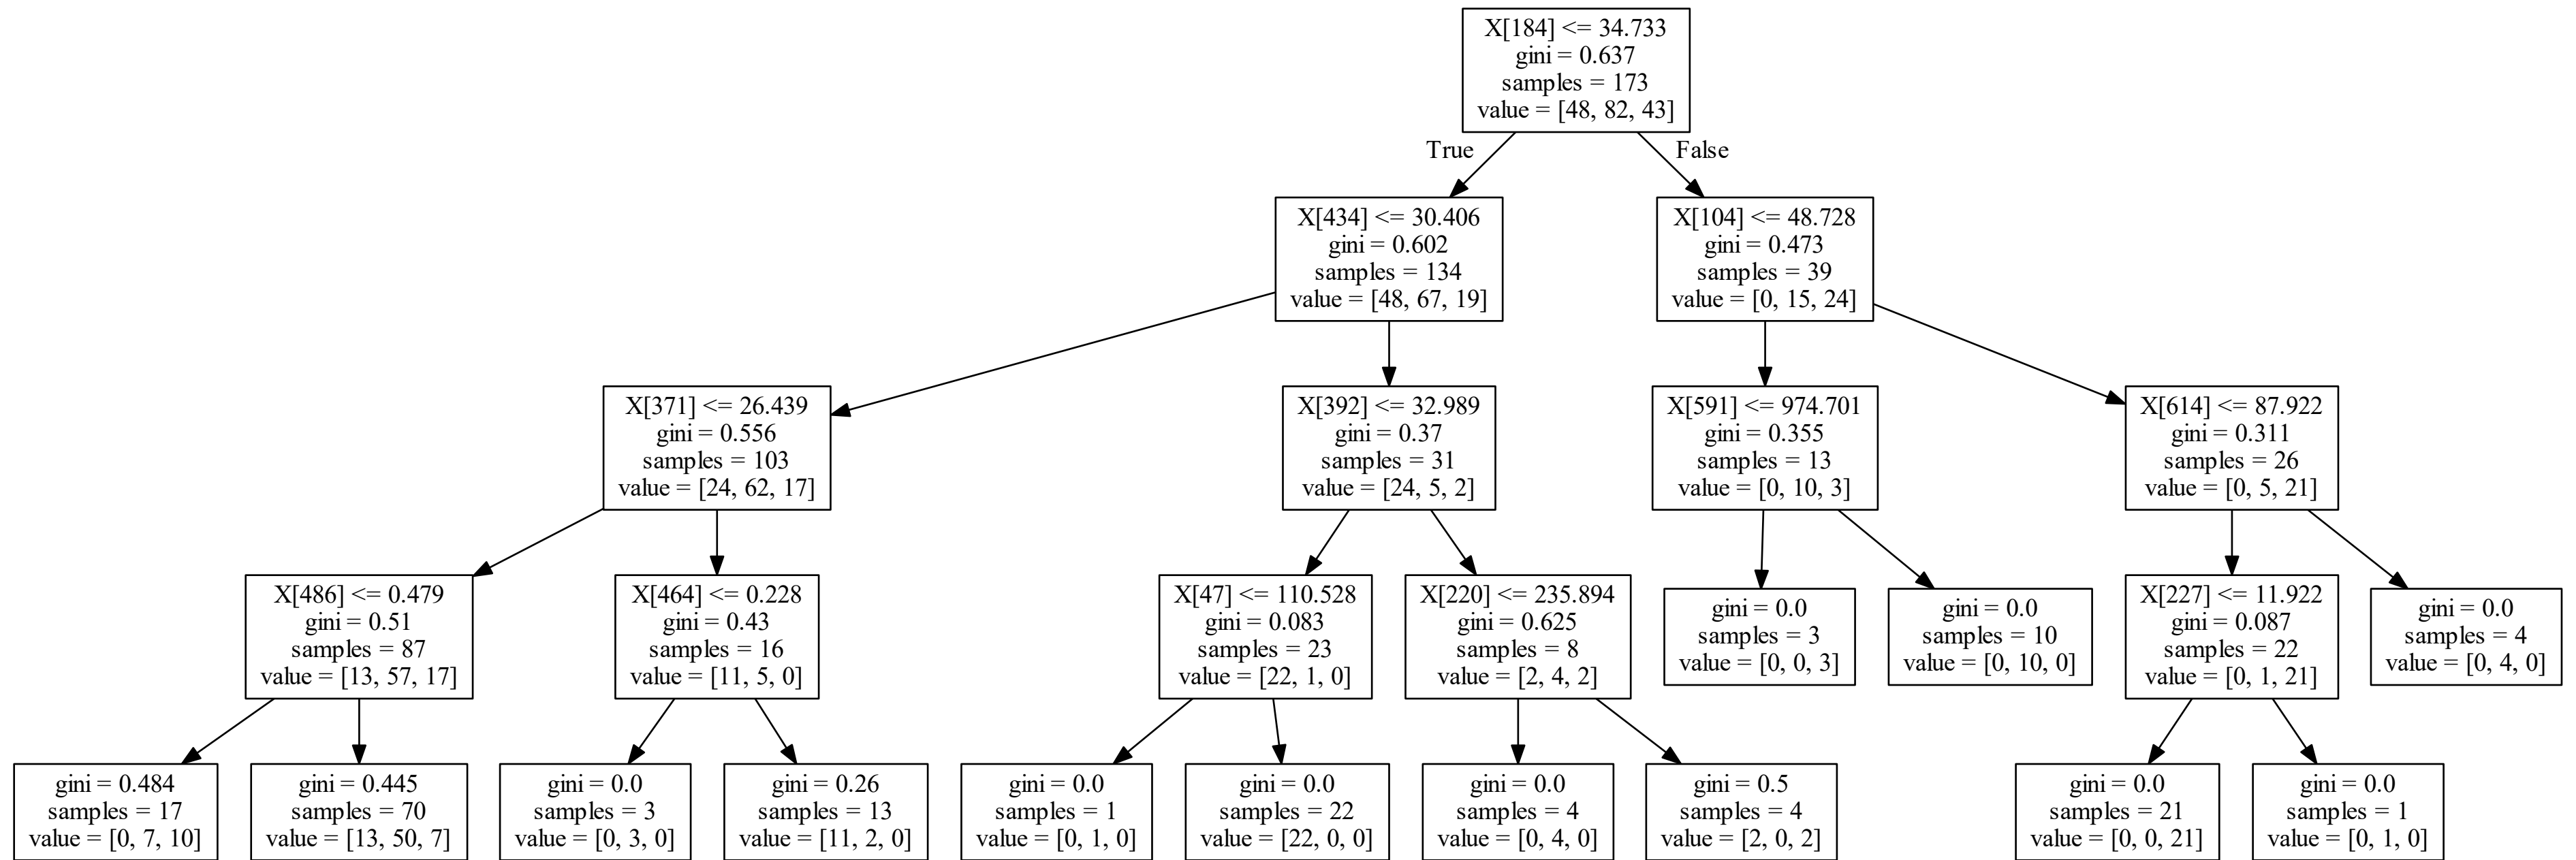 X[184] <= 34.733
gini = 0.637
samples = 173
value = [48, 82, 43]
True
False
X[434] <= 30.406
gini = 0.602
samples = 134
value = [48, 67, 19]
X[104] <= 48.728
gini = 0.473
samples = 39
value = [0, 15, 24]
X[371] <= 26.439
gini = 0.556
samples = 103
value = [24, 62, 17]
X[392] <= 32.989
gini = 0.37
samples = 31
value = [24, 5, 2]
X[591] <= 974.701
gini = 0.355
samples = 13
value = [0, 10, 3]
X[614] <= 87.922
gini = 0.311
samples = 26
value = [0, 5, 21]
X[486] <= 0.479
gini = 0.51
samples = 87
value = [13, 57, 17]
X[464] <= 0.228
gini = 0.43
samples = 16
value = [11, 5, 0]
X[47] <= 110.528
gini = 0.083
samples = 23
value = [22, 1, 0]
X[220] <= 235.894
gini = 0.625
samples = 8
value = [2, 4, 2]
gini = 0.0
samples = 3
value = [0, 0, 3]
gini = 0.0
samples = 10
value = [0, 10, 0]
X[227] <= 11.922
gini = 0.087
samples = 22
value = [0, 1, 21]
gini = 0.0
samples = 4
value = [0, 4, 0]
gini = 0.484
samples = 17
value = [0, 7, 10]
gini = 0.445
samples = 70
value = [13, 50, 7]
gini = 0.0
samples = 3
value = [0, 3, 0]
gini = 0.26
samples = 13
value = [11, 2, 0]
gini = 0.0
samples = 1
value = [0, 1, 0]
gini = 0.0
samples = 22
value = [22, 0, 0]
gini = 0.0
samples = 4
value = [0, 4, 0]
gini = 0.5
samples = 4
value = [2, 0, 2]
gini = 0.0
samples = 21
value = [0, 0, 21]
gini = 0.0
samples = 1
value = [0, 1, 0]